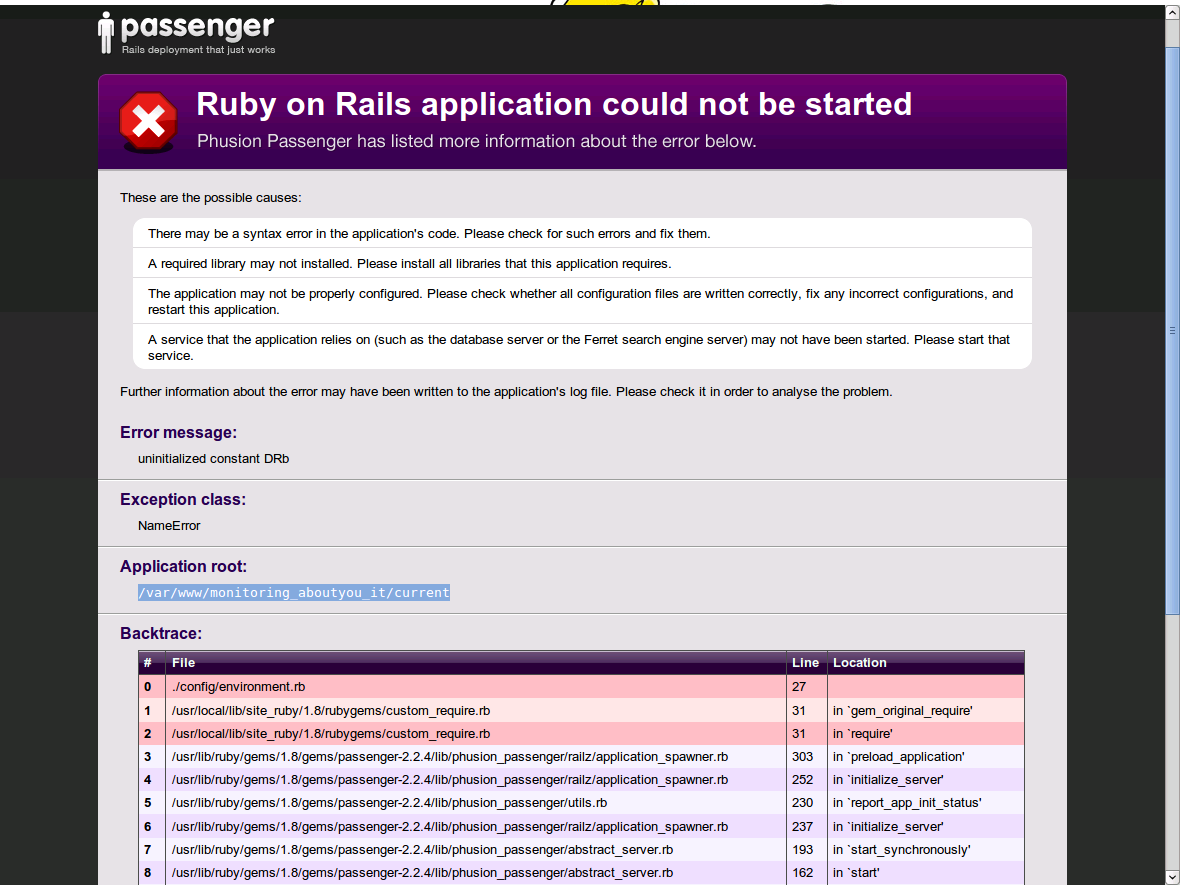 passenger
Rails deployment that just works
Ruby on Rails application could not be started
Phusion Passenger has listed more information about the error below.
These are the possible causes:
There may be a syntax error in the application's code. Please check for such errors and fix them.
A required library may not installed. Please install all libraries that this application requires.
The application may not be properly configured. Please check whether all configuration files are written correctly, fix any incorrect configurations, and
restart this application.
A service that the application relies on (such as the database server or the Ferret search engine server) may not have been started. Please start that
service.
Further information about the error may have been written to the application's log file. Please check it in order to analyse the problem.
Error message:
uninitialized constant DRb
Exception class:
NameError
Application root:
/var/www/monitoring_aboutyou_it/current
Backtrace:
# File Line Location
0 ./config/environment.rb 27
1 /usr/local/lib/site_ruby/1.8/rubygems/custom_require.rb 31 in `gem_original_require'
2 /usr/local/lib/site_ruby/1.8/rubygems/custom_require.rb 31 in `require'
3 /usr/lib/ruby/gems/1.8/gems/passenger-2.2.4/lib/phusion_passenger/railz/application_spawner.rb 303 in `preload_application'
4 /usr/lib/ruby/gems/1.8/gems/passenger-2.2.4/lib/phusion_passenger/railz/application_spawner.rb 252 in `initialize_server'
5 /usr/lib/ruby/gems/1.8/gems/passenger-2.2.4/lib/phusion_passenger/utils.rb 230 in `report_app_init_status'
6 /usr/lib/ruby/gems/1.8/gems/passenger-2.2.4/lib/phusion_passenger/railz/application_spawner.rb 237 in `initialize_server'
7 /usr/lib/ruby/gems/1.8/gems/passenger-2.2.4/lib/phusion_passenger/abstract_server.rb 193 in `start_synchronously'
8 /usr/lib/ruby/gems/1.8/gems/passenger-2.2.4/lib/phusion_passenger/abstract_server.rb 162 in `start'